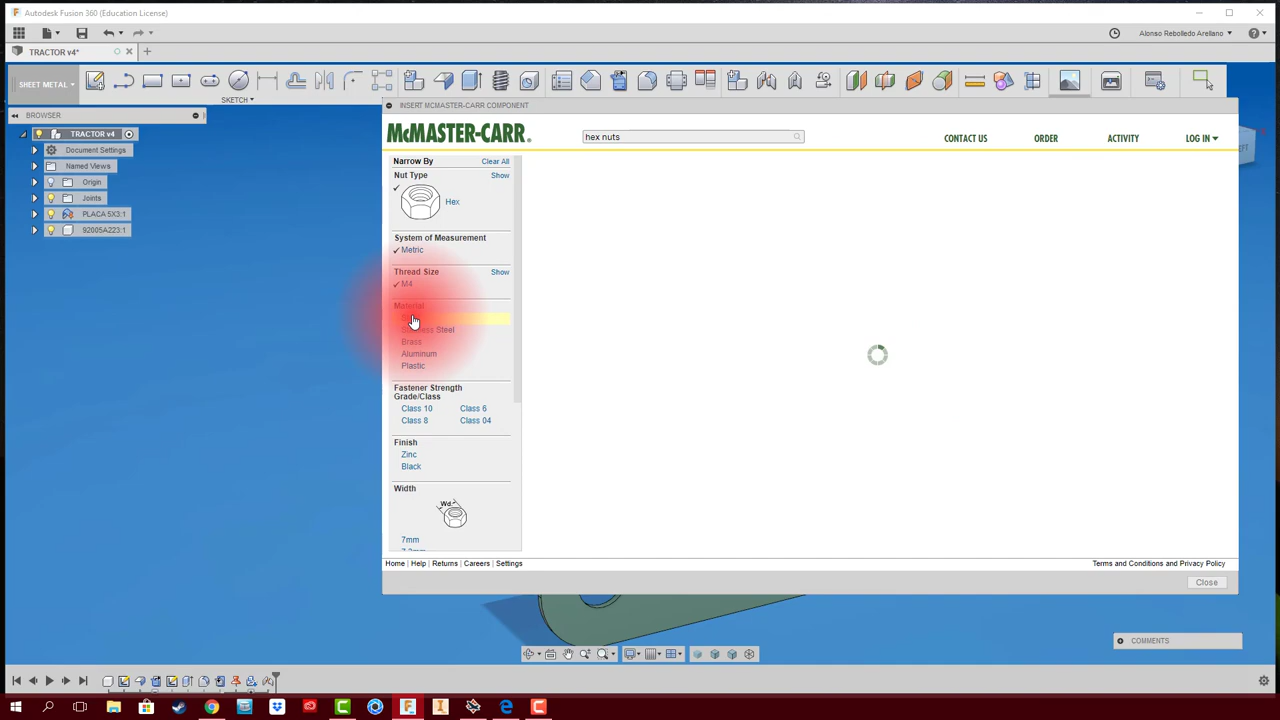 Autodesk Fusion 360 (Education License)
Alonso Rebolledo Arellano
TRACTOR v4*
SHEET METAL
SKETCH
BROWSER
INSERT MCMASTER-CARR COMPONENT
TRACTOR v4
Document Settings
Named Views
Origin
Joints
PLACA 5X3:1
92005A223:1
McMASTER-CARR®
hex nuts
CONTACT US
ORDER
ACTIVITY
LOG IN
Narrow By
Clear All
Nut Type
Show
Hex
System of Measurement
Metric
Thread Size
Show
M4
Material
Brass
Aluminum
Plastic
Fastener Strength
Grade/Class
Class 10
Class 6
Class 8
Class 04
Finish
Zinc
Black
Width
Wd.
7mm
Home | Help | Returns | Careers | Settings
Terms and Conditions and Privacy Policy
Close
COMMENTS